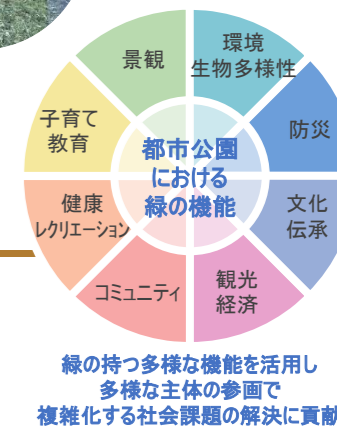 景観
環境
生物多様性
子育て
教育
防災
都市公園
における
緑の機能
健康
レクリエーション
文化
伝承
コミュニティ
観光
経済
緑の持つ多様な機能を活用し
多様な主体の参画で
複雑化する社会課題の解決に貢献